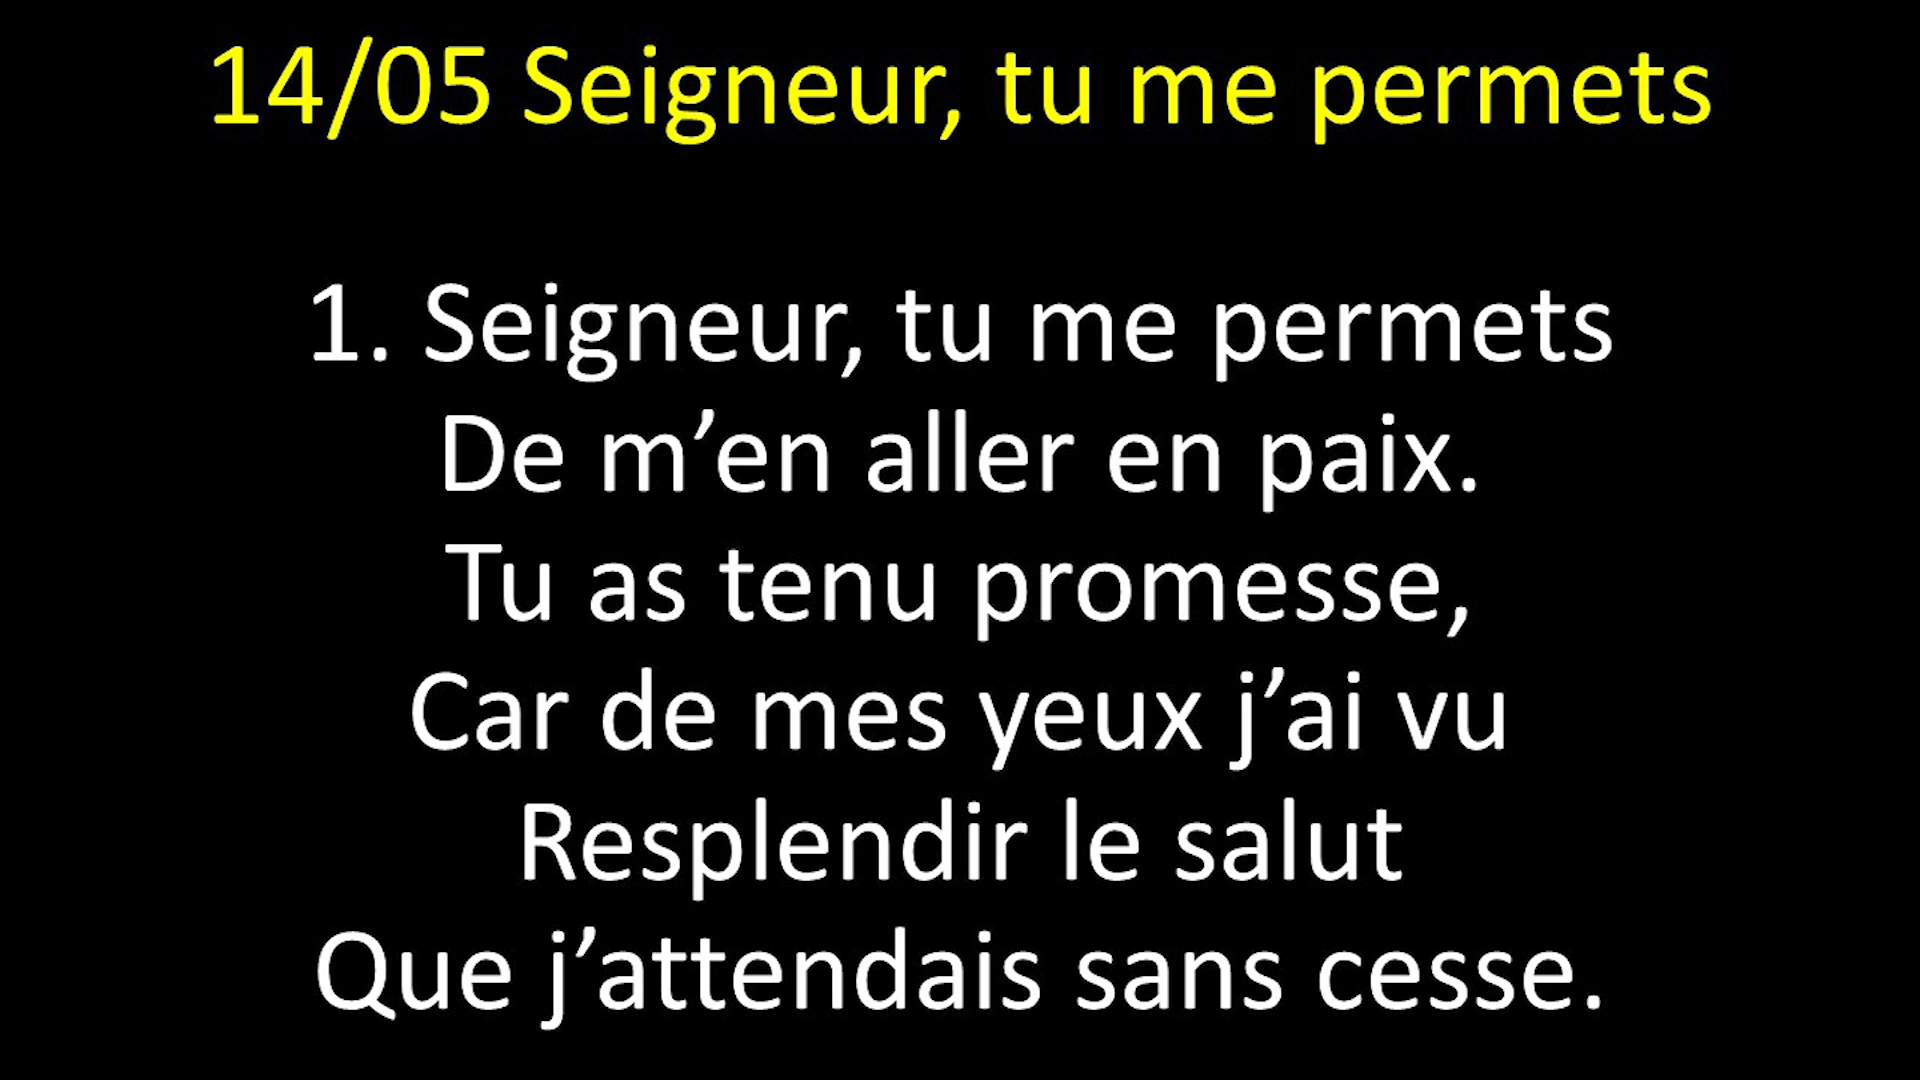 14/05 Seigneur, tu me permets
1. Seigneur, tu me permets
De m’en aller en paix.
Tu as tenu promesse,
Car de mes yeux j’ai vu
Resplendir le salut
Que j’attendais sans cesse.